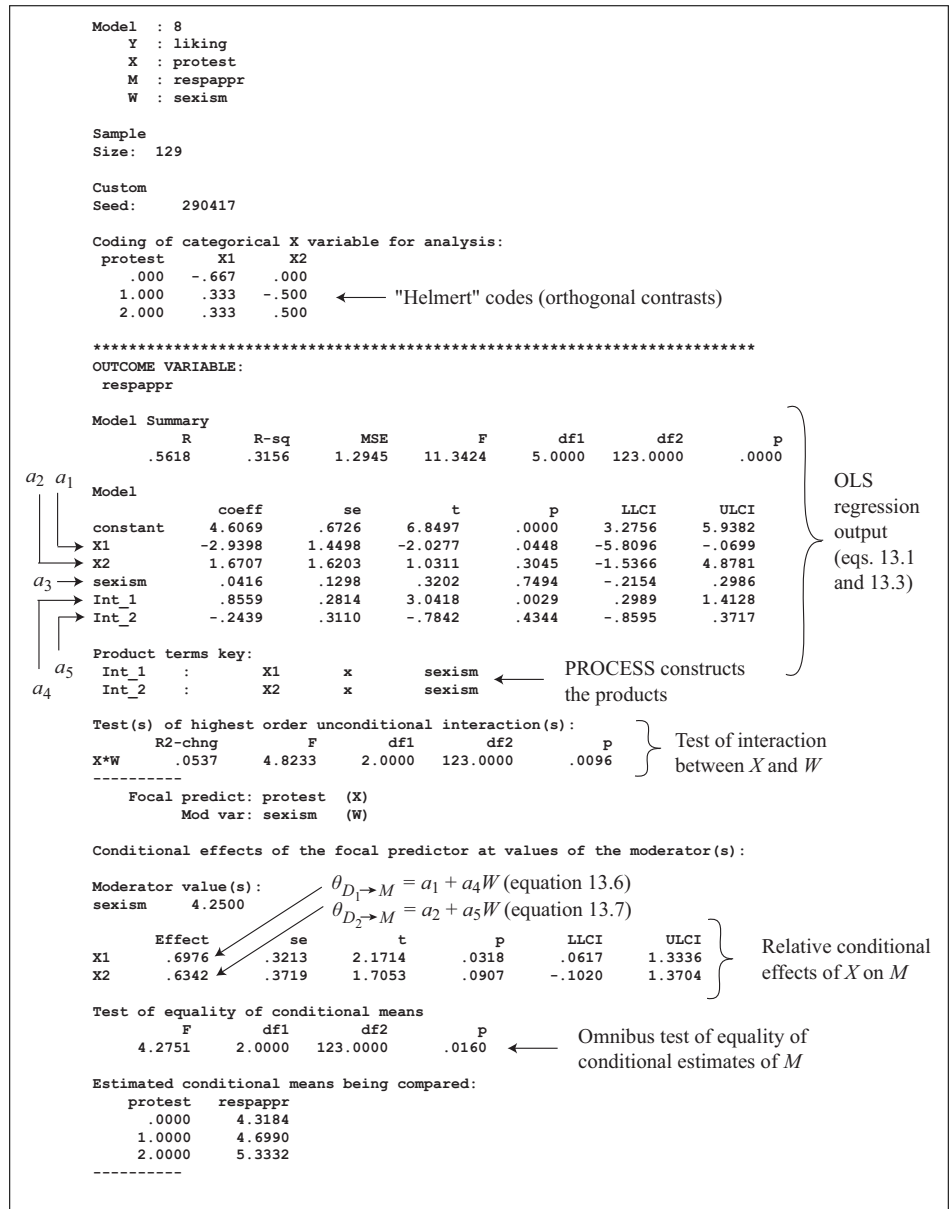 Model : 8
Y : liking
X : protest
M : respappr
W : sexism
Sample
Size: 129
Custom
Seed: 290417
Coding of categorical X variable for analysis:
protest X1 X2
.000 -.667 .000
1.000 .333 -.500
2.000 .333 .500
"Helmert" codes (orthogonal contrasts)
**************************************************************************
OUTCOME VARIABLE:
respappr
Model Summary
R R-sq MSE F df1 df2 p
.5618 .3156 1.2945 11.3424 5.0000 123.0000 .0000
a2 a1
Model
coeff se t p LLCI ULCI
constant 4.6069 .6726 6.8497 .0000 3.2756 5.9382
X1 -2.9398 1.4498 -2.0277 .0448 -5.8096 -.0699
X2 1.6707 1.6203 1.0311 .3045 -1.5366 4.8781
a3 sexism .0416 .1298 .3202 .7494 -.2154 .2986
Int_1 .8559 .2814 3.0418 .0029 .2989 1.4128
Int_2 -.2439 .3110 -.7842 .4344 -.8595 .3717
OLS
regression
output
(eqs. 13.1
and 13.3)
a5
a4
Product terms key:
Int_1 : X1 x sexism
Int_2 : X2 x sexism
PROCESS constructs
the products
Test(s) of highest order unconditional interaction(s):
R2-chng F df1 df2 p
X*W .0537 4.8233 2.0000 123.0000 .0096
----------
Test of interaction
between X and W
Focal predict: protest (X)
Mod var: sexism (W)
Conditional effects of the focal predictor at values of the moderator(s):
Moderator value(s):
sexism 4.2500
θD1→M = a1 + a4W (equation 13.6)
θD2→M = a2 + a5W (equation 13.7)
Effect se t p LLCI ULCI
X1 .6976 .3213 2.1714 .0318 .0617 1.3336
X2 .6342 .3719 1.7053 .0907 -.1020 1.3704
Relative conditional
effects of X on M
Test of equality of conditional means
F df1 df2 p
4.2751 2.0000 123.0000 .0160
Omnibus test of equality of
conditional estimates of M
Estimated conditional means being compared:
protest respappr
.0000 4.3184
1.0000 4.6990
2.0000 5.3332
----------